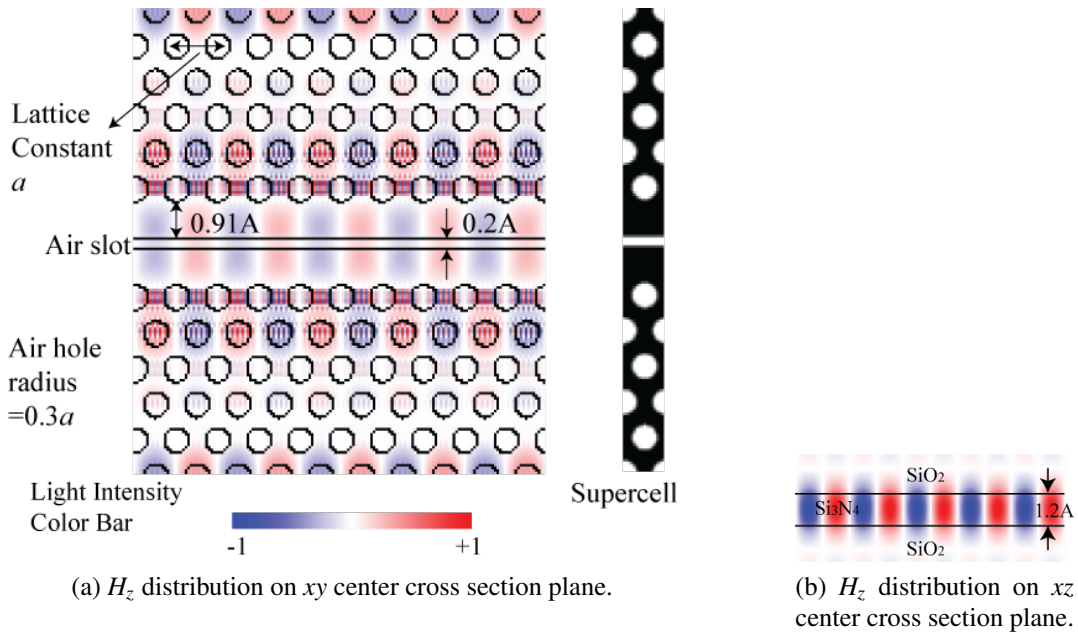 Lattice
Constant
a
0.91A
0.2A
Air slot
Air hole
radius
=0.3a
Light Intensity
Color Bar
-1
+1
Supercell
SiO₂
Si₃N₄
1.2A
SiO₂
(a) H_z distribution on xy center cross section plane.
(b) H_z distribution on xz
center cross section plane.